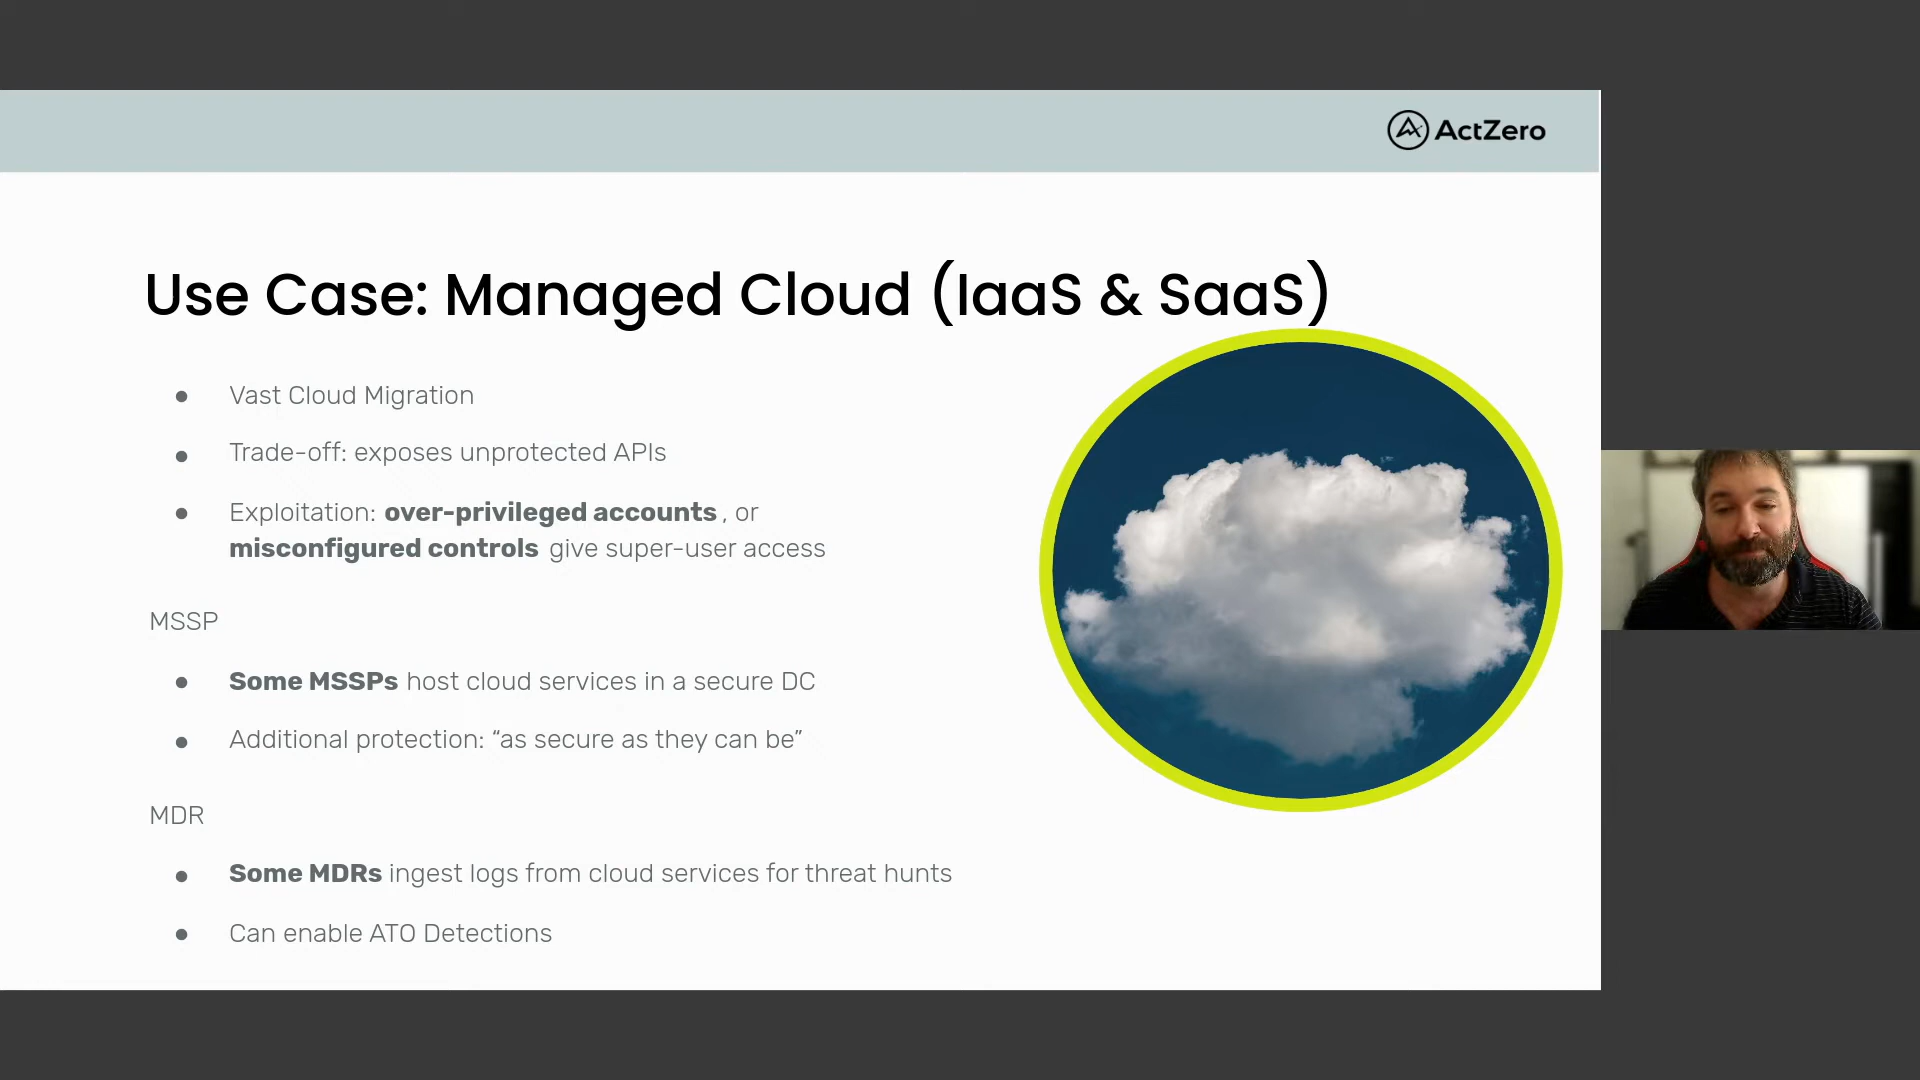 ActZero
Use Case: Managed Cloud (IaaS & SaaS)
● Vast Cloud Migration
● Trade-off: exposes unprotected APIs
● Exploitation: over-privileged accounts , or
misconfigured controls give super-user access
MSSP
● Some MSSPs host cloud services in a secure DC
● Additional protection: “as secure as they can be”
MDR
● Some MDRs ingest logs from cloud services for threat hunts
● Can enable ATO Detections